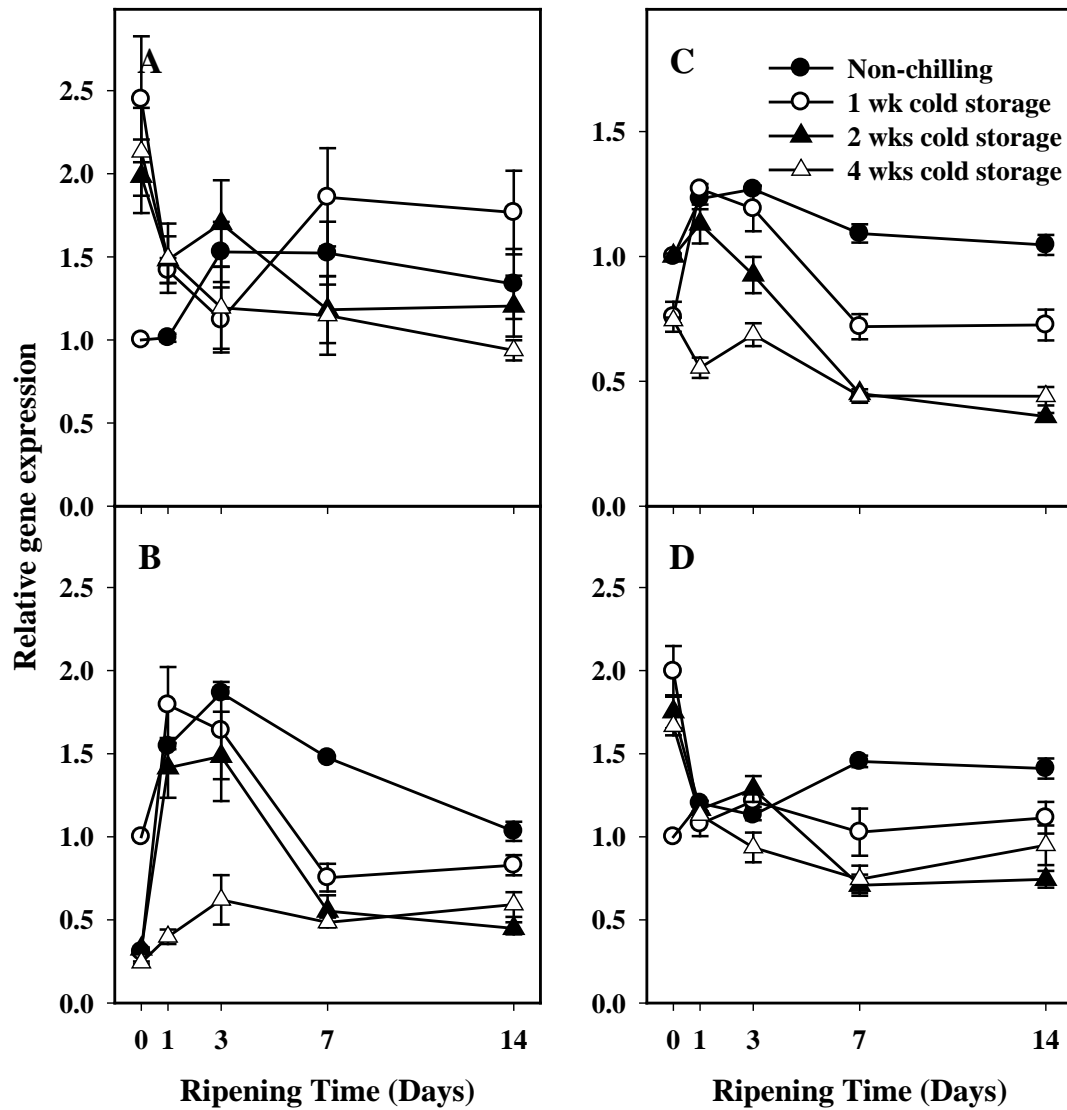 A
2.5
2.0
1.5
1.0
0.5
0.0
C
Non-chilling
1 wk cold storage
2 wks cold storage
4 wks cold storage
1.5
1.0
0.5
0.0
Relative gene expression
B
2.5
2.0
1.5
1.0
0.5
0.0
0 1 3 7 14
Ripening Time (Days)
D
2.5
2.0
1.5
1.0
0.5
0.0
0 1 3 7 14
Ripening Time (Days)